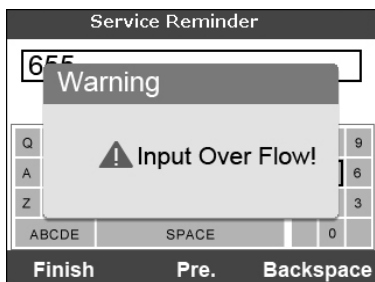 Service Reminder
655
Warning
Input Over Flow!
Q 9
A 6
Z 3
ABCDE SPACE 0
Finish Pre. Backspace